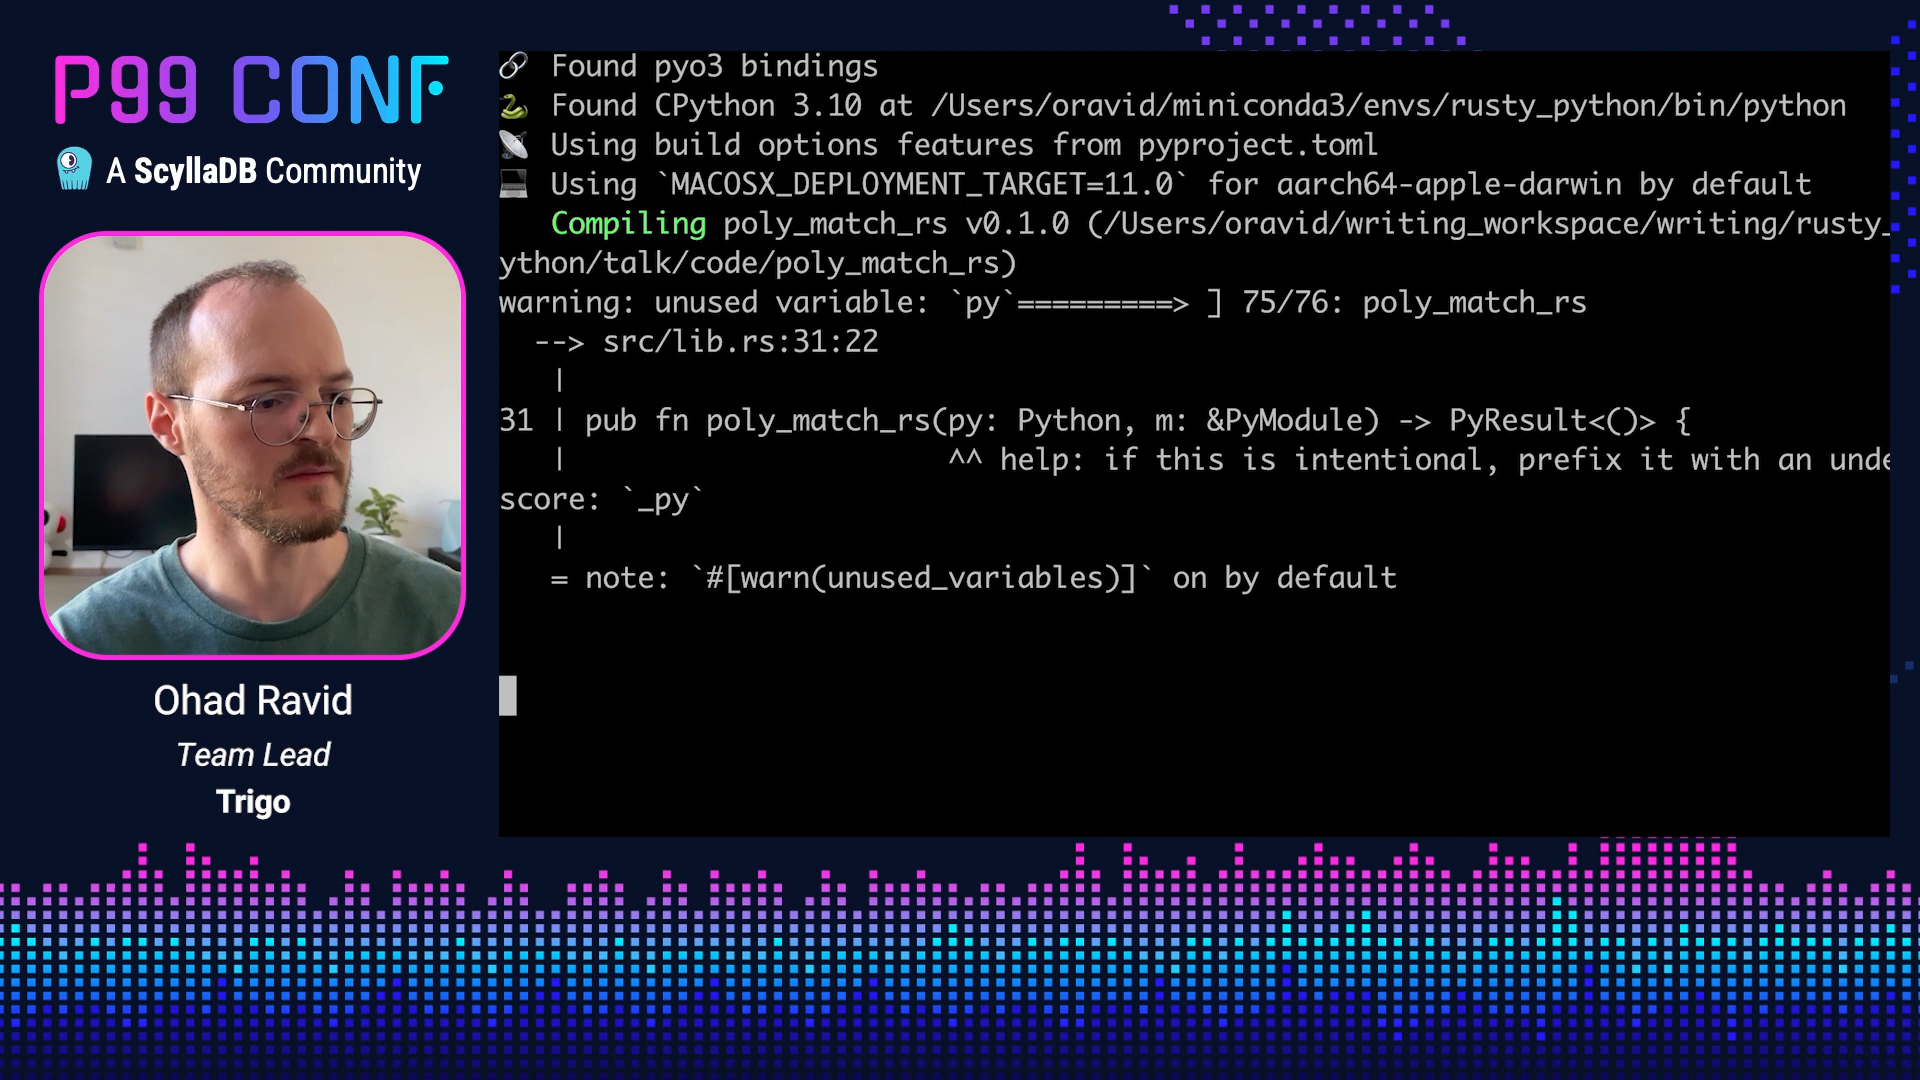 P99 CONF
A ScyllaDB Community
Ohad Ravid
Team Lead
Trigo
Found pyo3 bindings
Found CPython 3.10 at /Users/oravid/miniconda3/envs/rusty_python/bin/python
Using build options features from pyproject.toml
Using `MACOSX_DEPLOYMENT_TARGET=11.0` for aarch64-apple-darwin by default
Compiling poly_match_rs v0.1.0 (/Users/oravid/writing_workspace/writing/rusty_
ython/talk/code/poly_match_rs)
warning: unused variable: `py`=========> ] 75/76: poly_match_rs
--> src/lib.rs:31:22
|
31 | pub fn poly_match_rs(py: Python, m: &PyModule) -> PyResult<()> {
| ^^ help: if this is intentional, prefix it with an unde
score: `_py`
|
= note: `#[warn(unused_variables)]` on by default